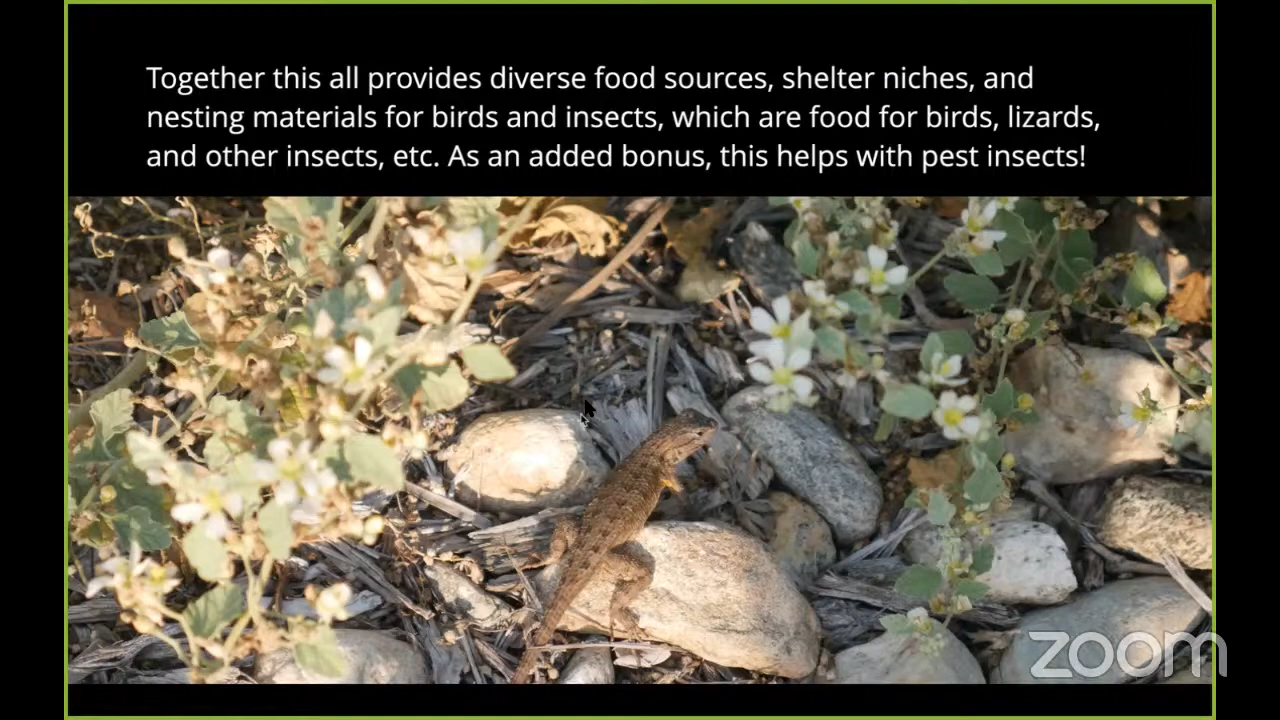 Together this all provides diverse food sources, shelter niches, and
nesting materials for birds and insects, which are food for birds, lizards,
and other insects, etc. As an added bonus, this helps with pest insects!
zoom